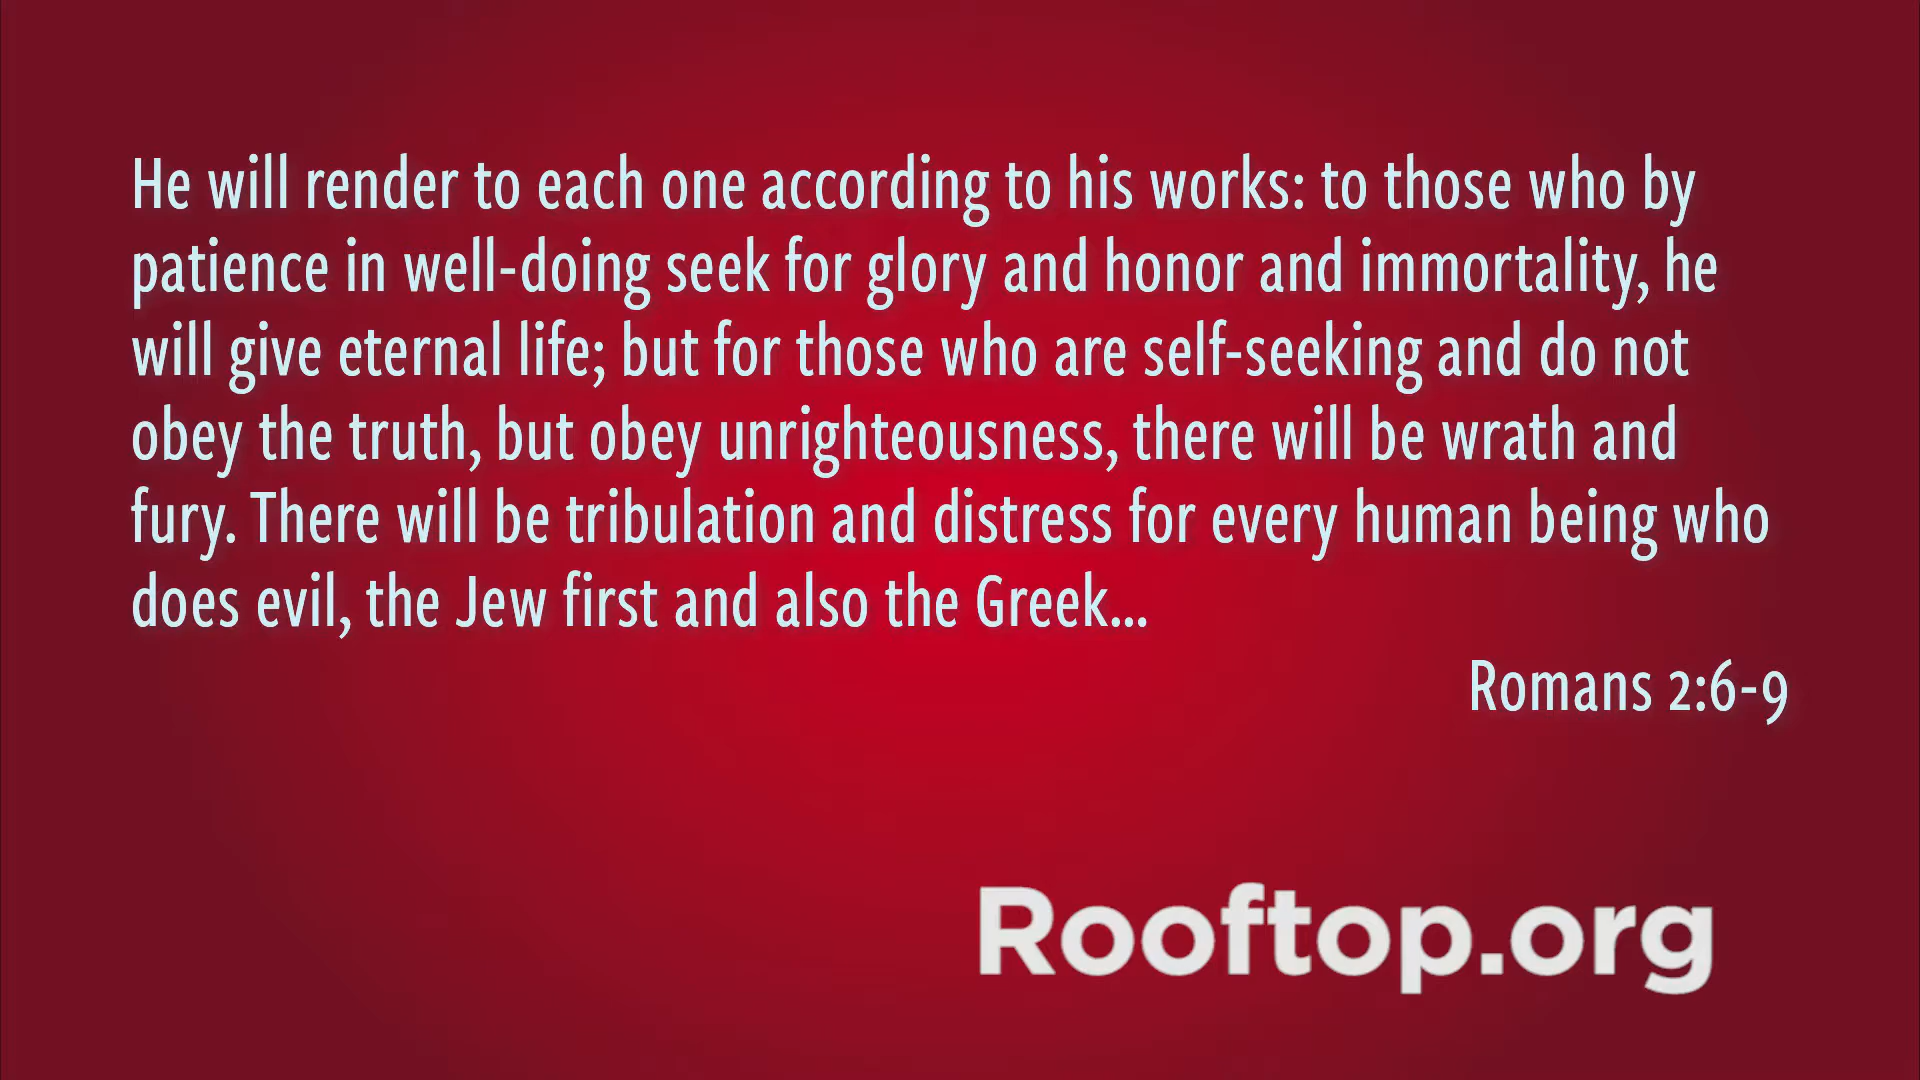 He will render to each one according to his works: to those who by
patience in well-doing seek for glory and honor and immortality, he
will give eternal life; but for those who are self-seeking and do not
obey the truth, but obey unrighteousness, there will be wrath and
fury. There will be tribulation and distress for every human being who
does evil, the Jew first and also the Greek...
Romans 2:6-9
Rooftop.org